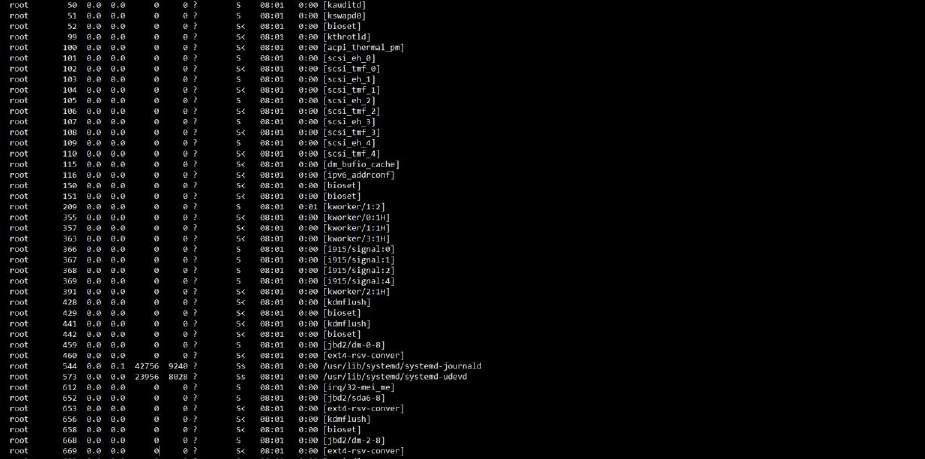 root 50 0.0 0.0 0 0 ? S 08:01 0:00 [kauditd]
root 51 0.0 0.0 0 0 ? S 08:01 0:00 [kswapd0]
root 52 0.0 0.0 0 0 ? S< 08:01 0:00 [bioset]
root 99 0.0 0.0 0 0 ? S< 08:01 0:00 [kthrotld]
root 100 0.0 0.0 0 0 ? S< 08:01 0:00 [acpi_thermal_pm]
root 101 0.0 0.0 0 0 ? S 08:01 0:00 [scsi_eh_0]
root 102 0.0 0.0 0 0 ? S< 08:01 0:00 [scsi_tmf_0]
root 103 0.0 0.0 0 0 ? S 08:01 0:00 [scsi_eh_1]
root 104 0.0 0.0 0 0 ? S< 08:01 0:00 [scsi_tmf_1]
root 105 0.0 0.0 0 0 ? S 08:01 0:00 [scsi_eh_2]
root 106 0.0 0.0 0 0 ? S< 08:01 0:00 [scsi_tmf_2]
root 107 0.0 0.0 0 0 ? S 08:01 0:00 [scsi_eh_3]
root 108 0.0 0.0 0 0 ? S< 08:01 0:00 [scsi_tmf_3]
root 109 0.0 0.0 0 0 ? S 08:01 0:00 [scsi_eh_4]
root 110 0.0 0.0 0 0 ? S< 08:01 0:00 [scsi_tmf_4]
root 115 0.0 0.0 0 0 ? S< 08:01 0:00 [dm_bufio_cache]
root 116 0.0 0.0 0 0 ? S< 08:01 0:00 [ipv6_addrconf]
root 150 0.0 0.0 0 0 ? S< 08:01 0:00 [bioset]
root 151 0.0 0.0 0 0 ? S< 08:01 0:00 [bioset]
root 209 0.0 0.0 0 0 ? S 08:01 0:01 [kworker/1:2]
root 355 0.0 0.0 0 0 ? S< 08:01 0:00 [kworker/0:1H]
root 357 0.0 0.0 0 0 ? S< 08:01 0:00 [kworker/1:1H]
root 363 0.0 0.0 0 0 ? S< 08:01 0:00 [kworker/3:1H]
root 366 0.0 0.0 0 0 ? S 08:01 0:00 [i915/signal:0]
root 367 0.0 0.0 0 0 ? S 08:01 0:00 [i915/signal:1]
root 368 0.0 0.0 0 0 ? S 08:01 0:00 [i915/signal:2]
root 369 0.0 0.0 0 0 ? S 08:01 0:00 [i915/signal:4]
root 391 0.0 0.0 0 0 ? S< 08:01 0:00 [kworker/2:1H]
root 428 0.0 0.0 0 0 ? S< 08:01 0:00 [kdmflush]
root 429 0.0 0.0 0 0 ? S< 08:01 0:00 [bioset]
root 441 0.0 0.0 0 0 ? S< 08:01 0:00 [kdmflush]
root 442 0.0 0.0 0 0 ? S< 08:01 0:00 [bioset]
root 459 0.0 0.0 0 0 ? S 08:01 0:00 [jbd2/dm-0-8]
root 460 0.0 0.0 0 0 ? S< 08:01 0:00 [ext4-rsv-conver]
root 544 0.0 0.1 42756 9240 ? Ss 08:01 0:00 /usr/lib/systemd/systemd-journald
root 573 0.0 0.0 23956 8028 ? Ss 08:01 0:00 /usr/lib/systemd/systemd-udevd
root 612 0.0 0.0 0 0 ? S 08:01 0:00 [irq/32-mei_me]
root 652 0.0 0.0 0 0 ? S 08:01 0:00 [jbd2/sda6-8]
root 653 0.0 0.0 0 0 ? S< 08:01 0:00 [ext4-rsv-conver]
root 656 0.0 0.0 0 0 ? S< 08:01 0:00 [kdmflush]
root 658 0.0 0.0 0 0 ? S< 08:01 0:00 [bioset]
root 668 0.0 0.0 0 0 ? S 08:01 0:00 [jbd2/dm-2-8]
root 669 0.0 0.0 0 0 ? S< 08:01 0:00 [ext4-rsv-conver]